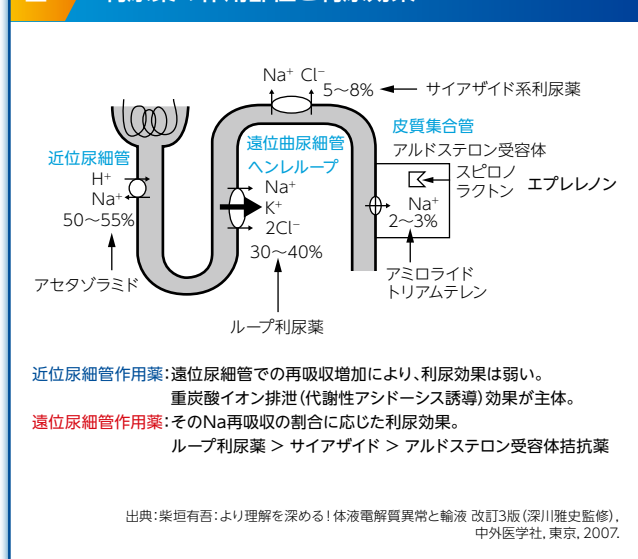 Na⁺ Cl⁻
5〜8%
サイアザイド系利尿薬
近位尿細管
H⁺
Na⁺
50〜55%
アセタゾラミド
遠位曲尿細管
ヘンレループ
Na⁺
K⁺
2Cl⁻
30〜40%
ループ利尿薬
皮質集合管
アルドステロン受容体
スピロノ
ラクトン
エプレレノン
Na⁺
2〜3%
アミロライド
トリアムテレン
近位尿細管作用薬:遠位尿細管での再吸収増加により、利尿効果は弱い。
重炭酸イオン排泄(代謝性アシドーシス誘導)効果が主体。
遠位尿細管作用薬:そのNa再吸収の割合に応じた利尿効果。
ループ利尿薬 > サイアザイド > アルドステロン受容体拮抗薬
出典:柴垣有吾:より理解を深める!体液電解質異常と輸液 改訂3版(深川雅史監修),
中外医学社, 東京, 2007.